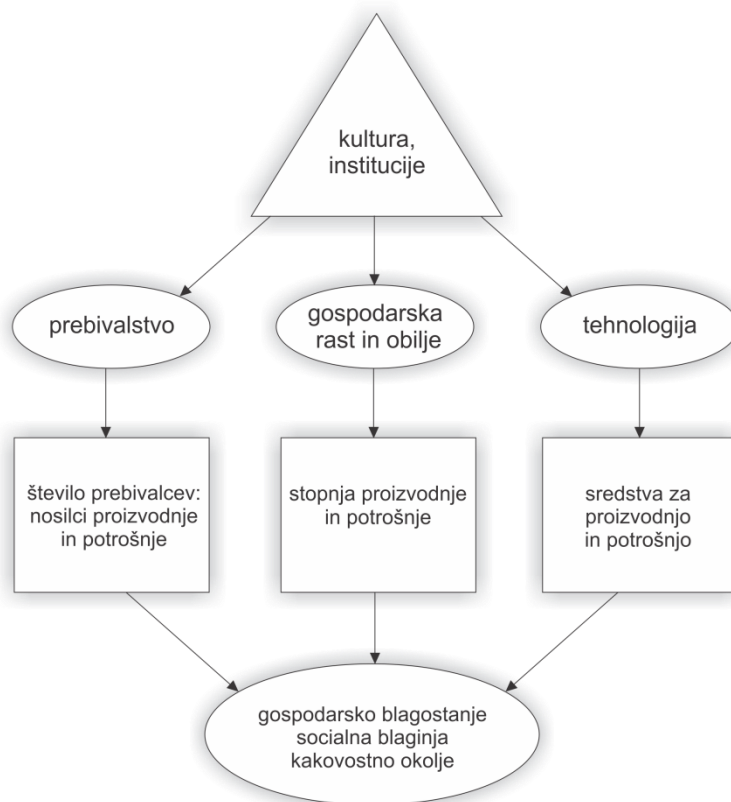 kultura,
institucije
prebivalstvo
gospodarska
rast in obilje
tehnologija
število prebivalcev:
nosilci proizvodnje
in potrošnje
stopnja proizvodnje
in potrošnje
sredstva za
proizvodnjo
in potrošnjo
gospodarsko blagostanje
socialna blaginja
kakovostno okolje